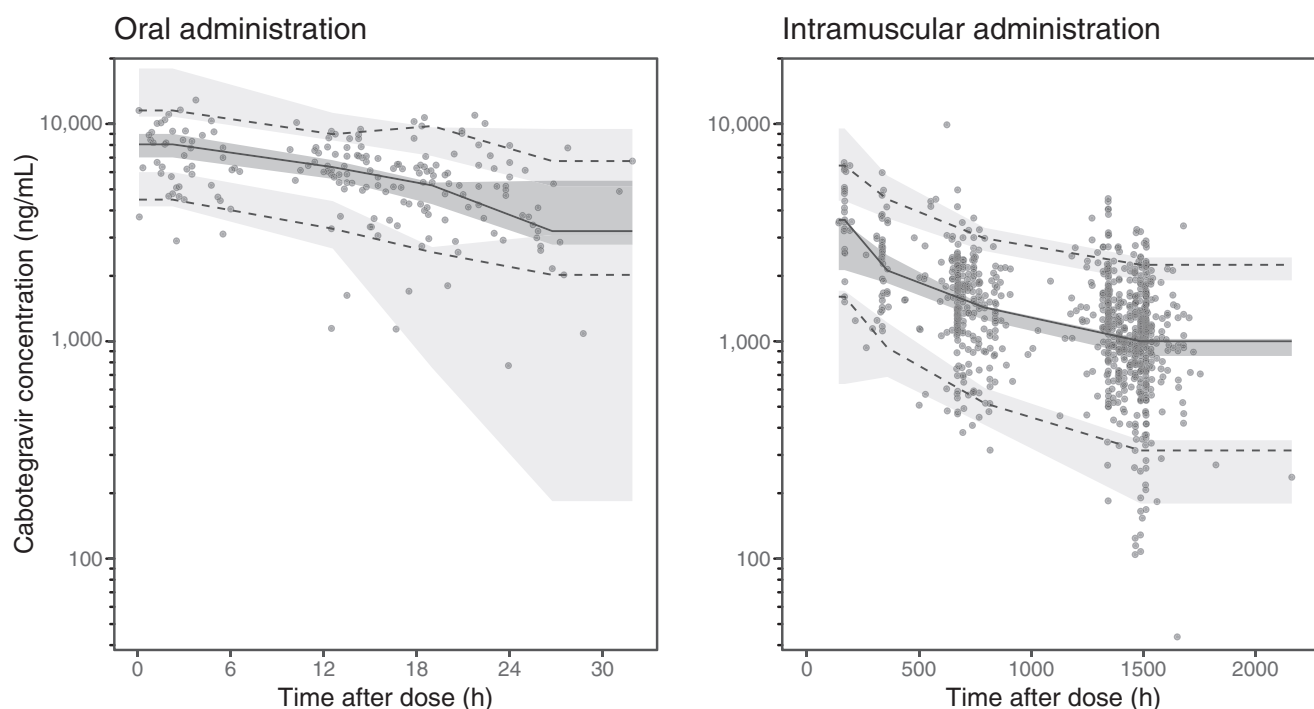 Oral administration
Intramuscular administration
Cabotegravir concentration (ng/mL)
10,000
1,000
100
0 6 12 18 24 30
Time after dose (h)
10,000
1,000
100
0 500 1000 1500 2000
Time after dose (h)